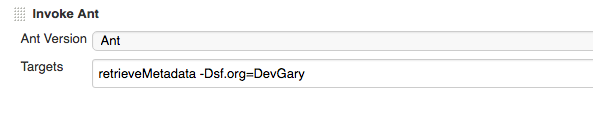 Invoke Ant
Ant Version Ant
Targets retrieveMetadata -Dsf.org=DevGary